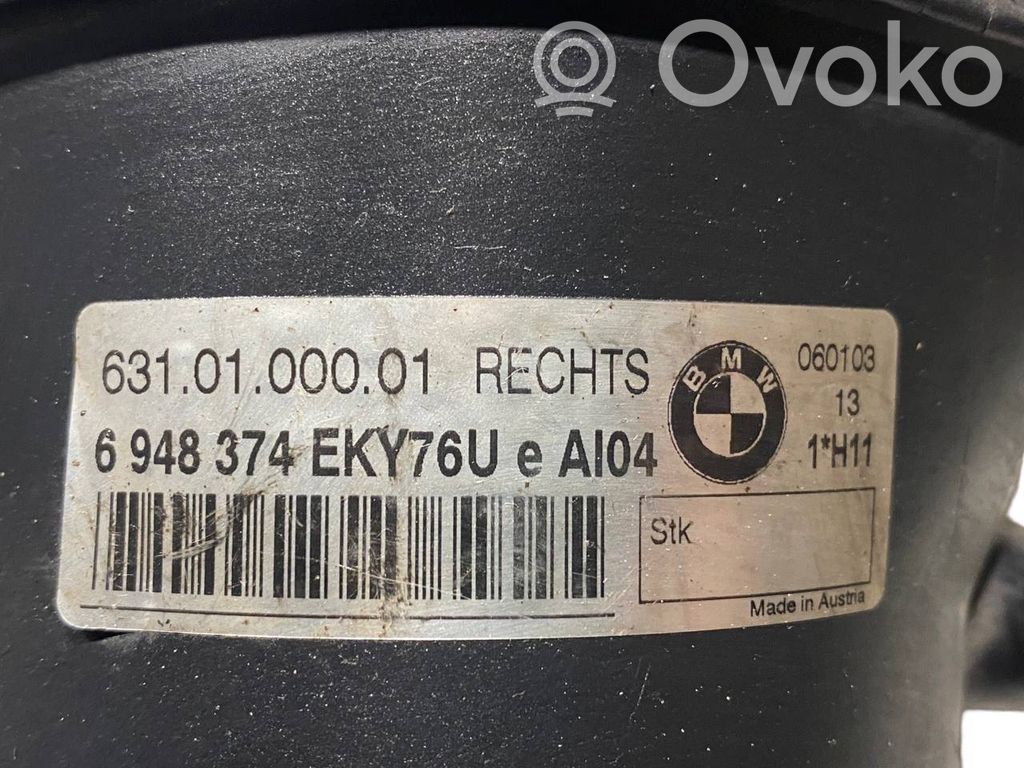 Ovoko
631.01.000.01 RECHTS
6 948 374 EKY76U e AI04
BMW
060103
13
1*H11
Stk
Made in Austria